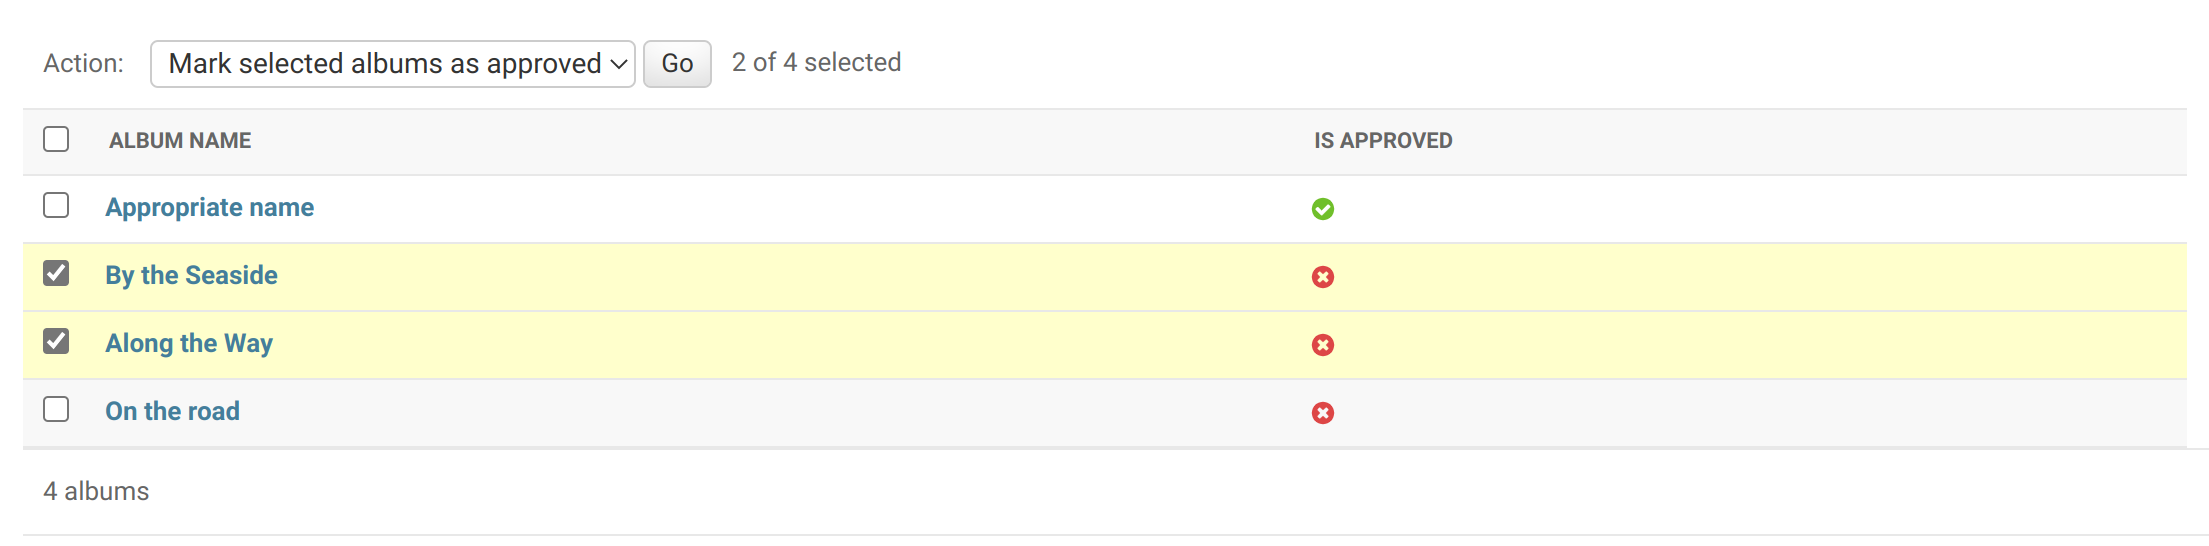 Action: Mark selected albums as approved Go 2 of 4 selected
ALBUM NAME IS APPROVED
Appropriate name
By the Seaside
Along the Way
On the road
4 albums